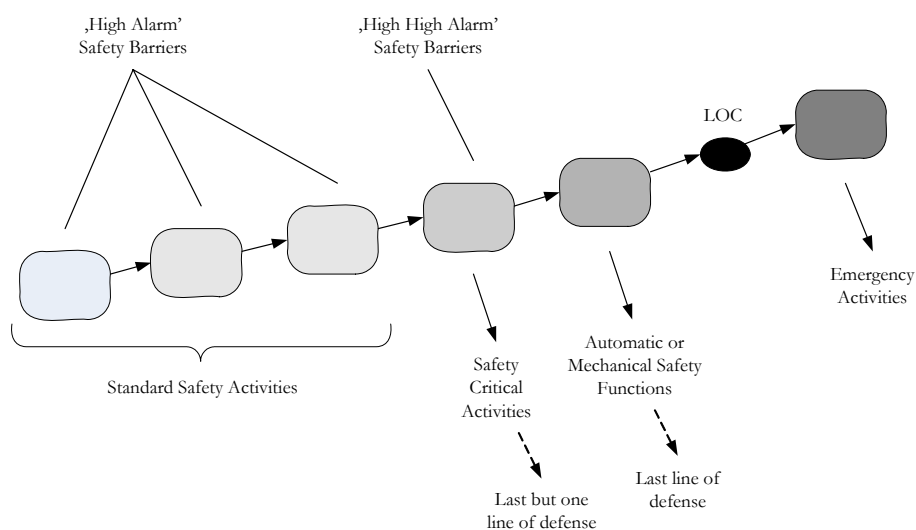 ‚High Alarm’
Safety Barriers
‚High High Alarm’
Safety Barriers
LOC
Emergency
Activities
Standard Safety Activities
Safety
Critical
Activities
Automatic or
Mechanical Safety
Functions
Last but one
line of defense
Last line of
defense